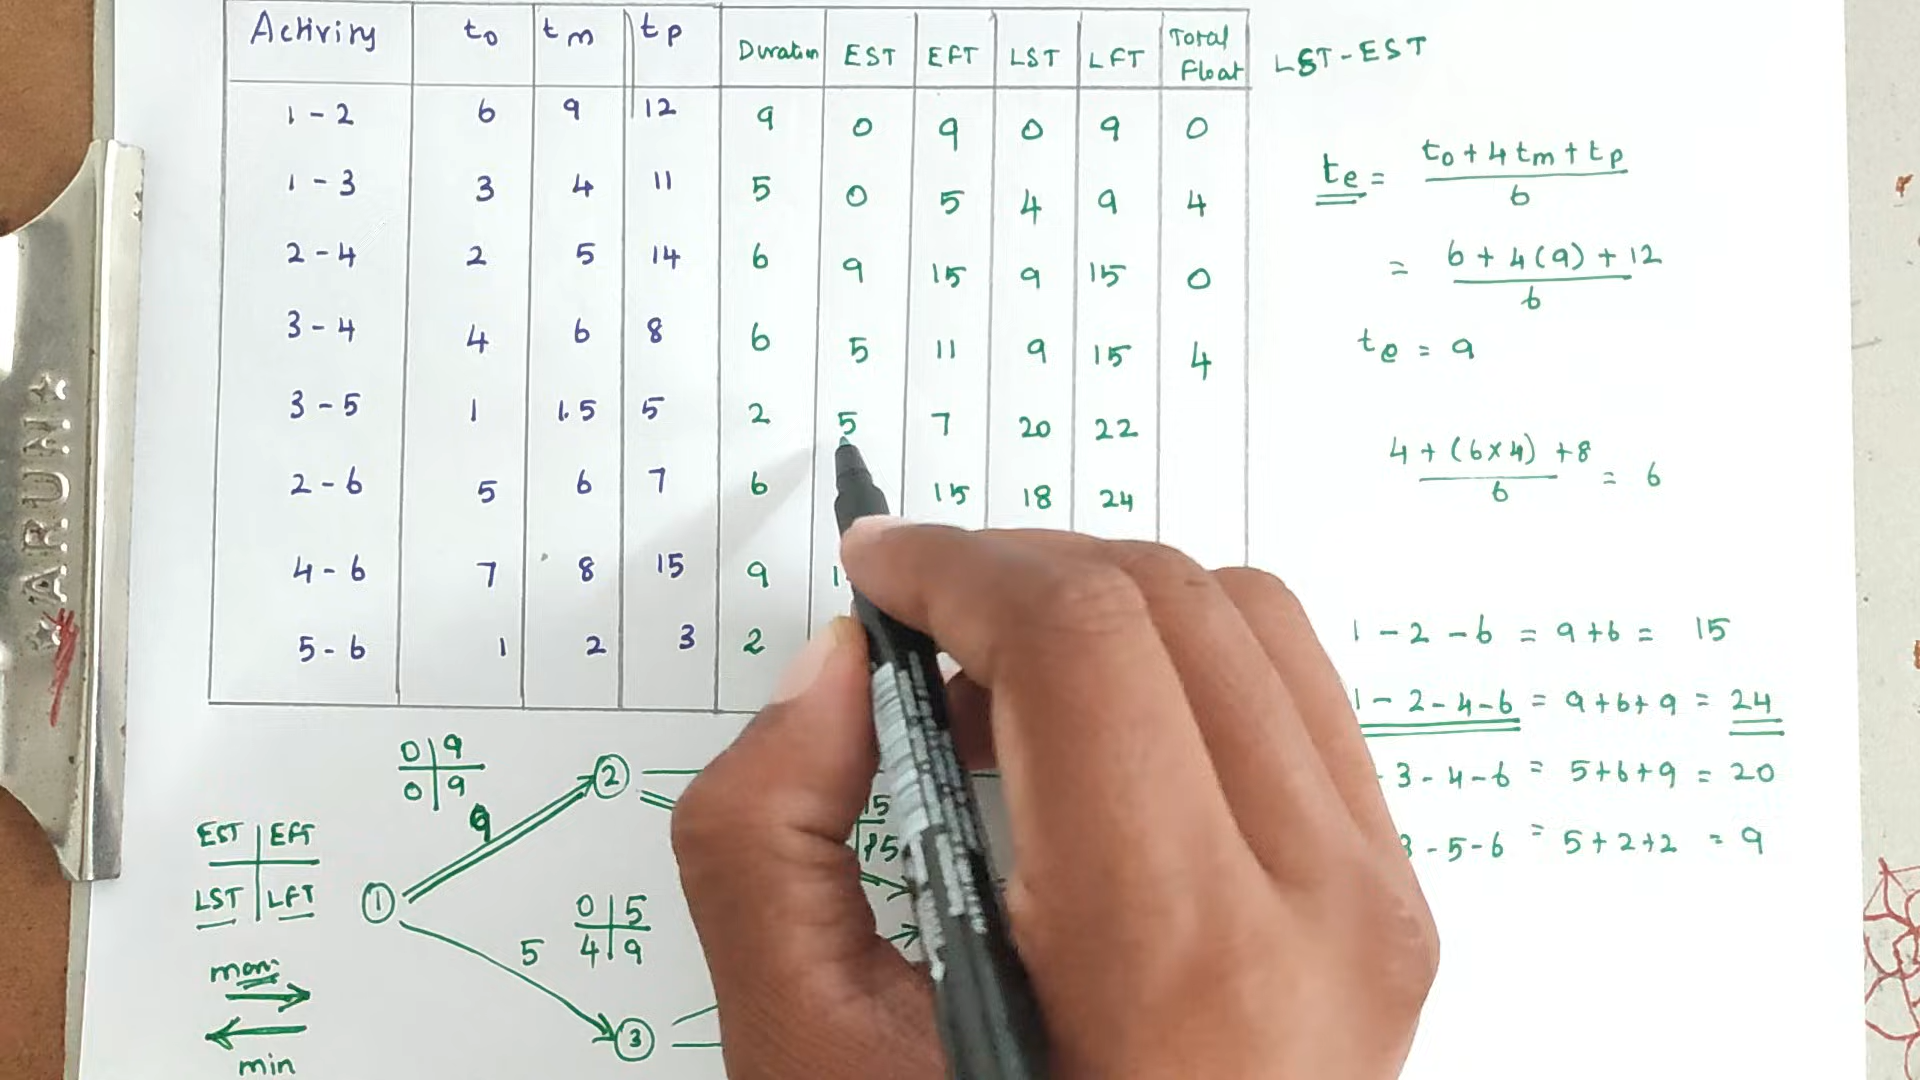 Activity to tm tp Duration EST EFT LST LFT Total Float LST-EST
1-2 6 9 12 9 0 9 0 9 0
1-3 3 4 11 5 0 5 4 9 4
2-4 2 5 14 6 9 15 9 15 0
3-4 4 6 8 6 5 11 9 15 4
3-5 1 1.5 5 2 5 7 20 22
2-6 5 6 7 6 15 18 24
4-6 7 8 15 9
5-6 1 2 3 2
te = to + 4tm + tp
6
= 6 + 4(9) + 12
6
te = 9
4 + (6×4) + 8
6
= 6
1-2-6 = 9+6 = 15
1-2-4-6 = 9+6+9 = 24
3-4-6 = 5+6+9 = 20
3-5-6 = 5+2+2 = 9
0 9
0 9
9
2
15
15
EST EFT
LST LFT
1
0 5
4 9
5
3
min
ARUN